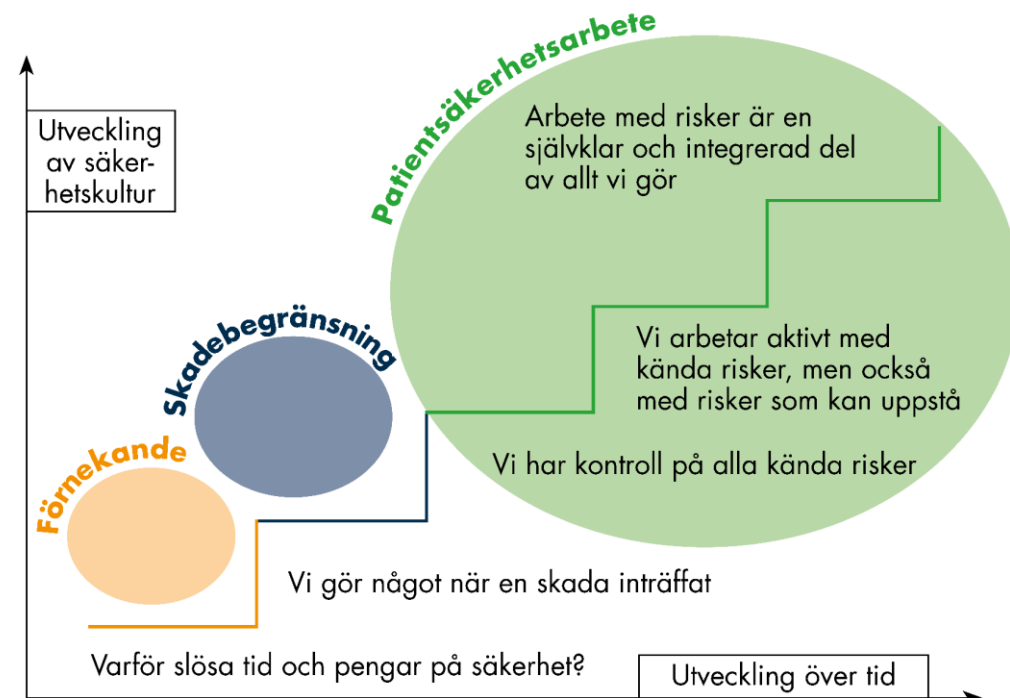 Patientsäkerhetsarbete
Utveckling
av säker-
hetskultur
Arbete med risker är en
självklar och integrerad del
av allt vi gör
Skadebegränsning
Vi arbetar aktivt med
kända risker, men också
med risker som kan uppstå
Förnekande
Vi har kontroll på alla kända risker
Vi gör något när en skada inträffat
Varför slösa tid och pengar på säkerhet?
Utveckling över tid